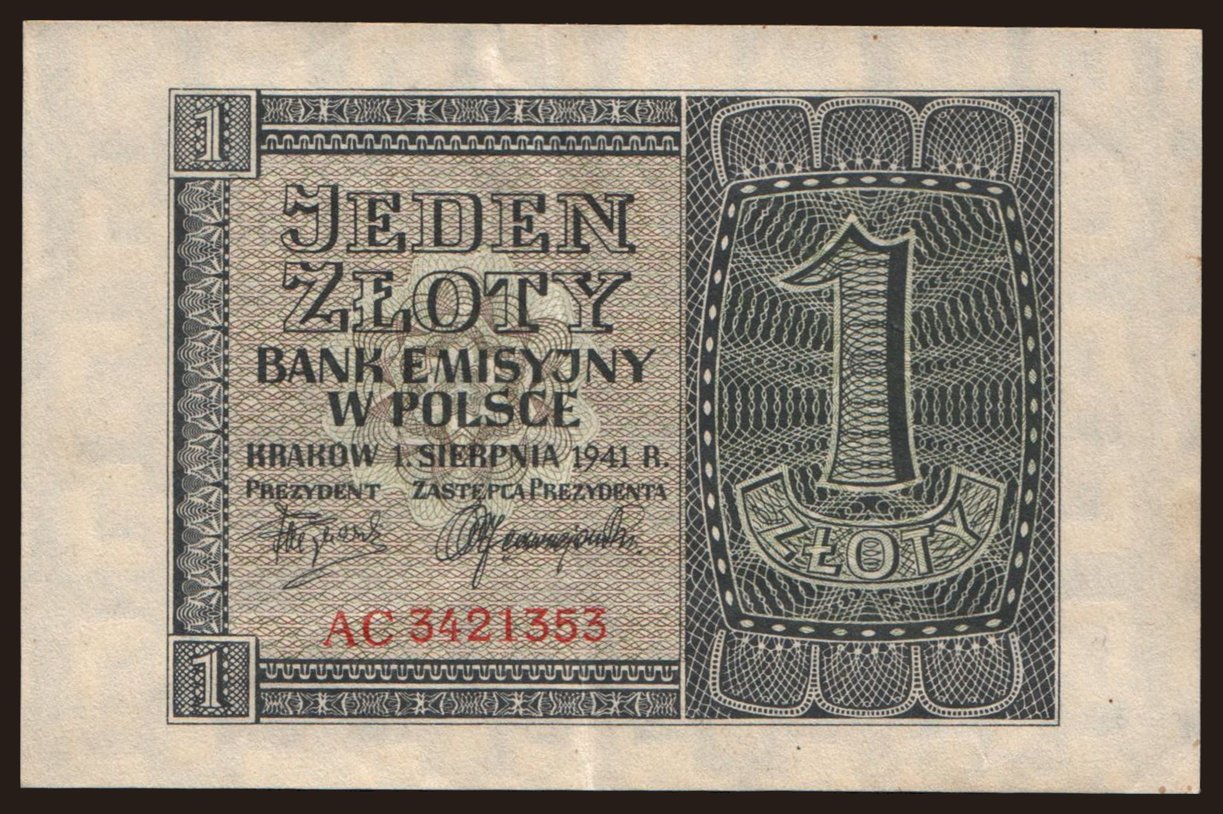 1
JEDEN
ZŁOTY
BANK EMISYJNY
W POLSCE
KRAKÓW 1. SIERPNIA 1941 R.
PREZYDENT ZASTĘPCA PREZYDENTA
AC 3421353
1
1
ZŁOTY